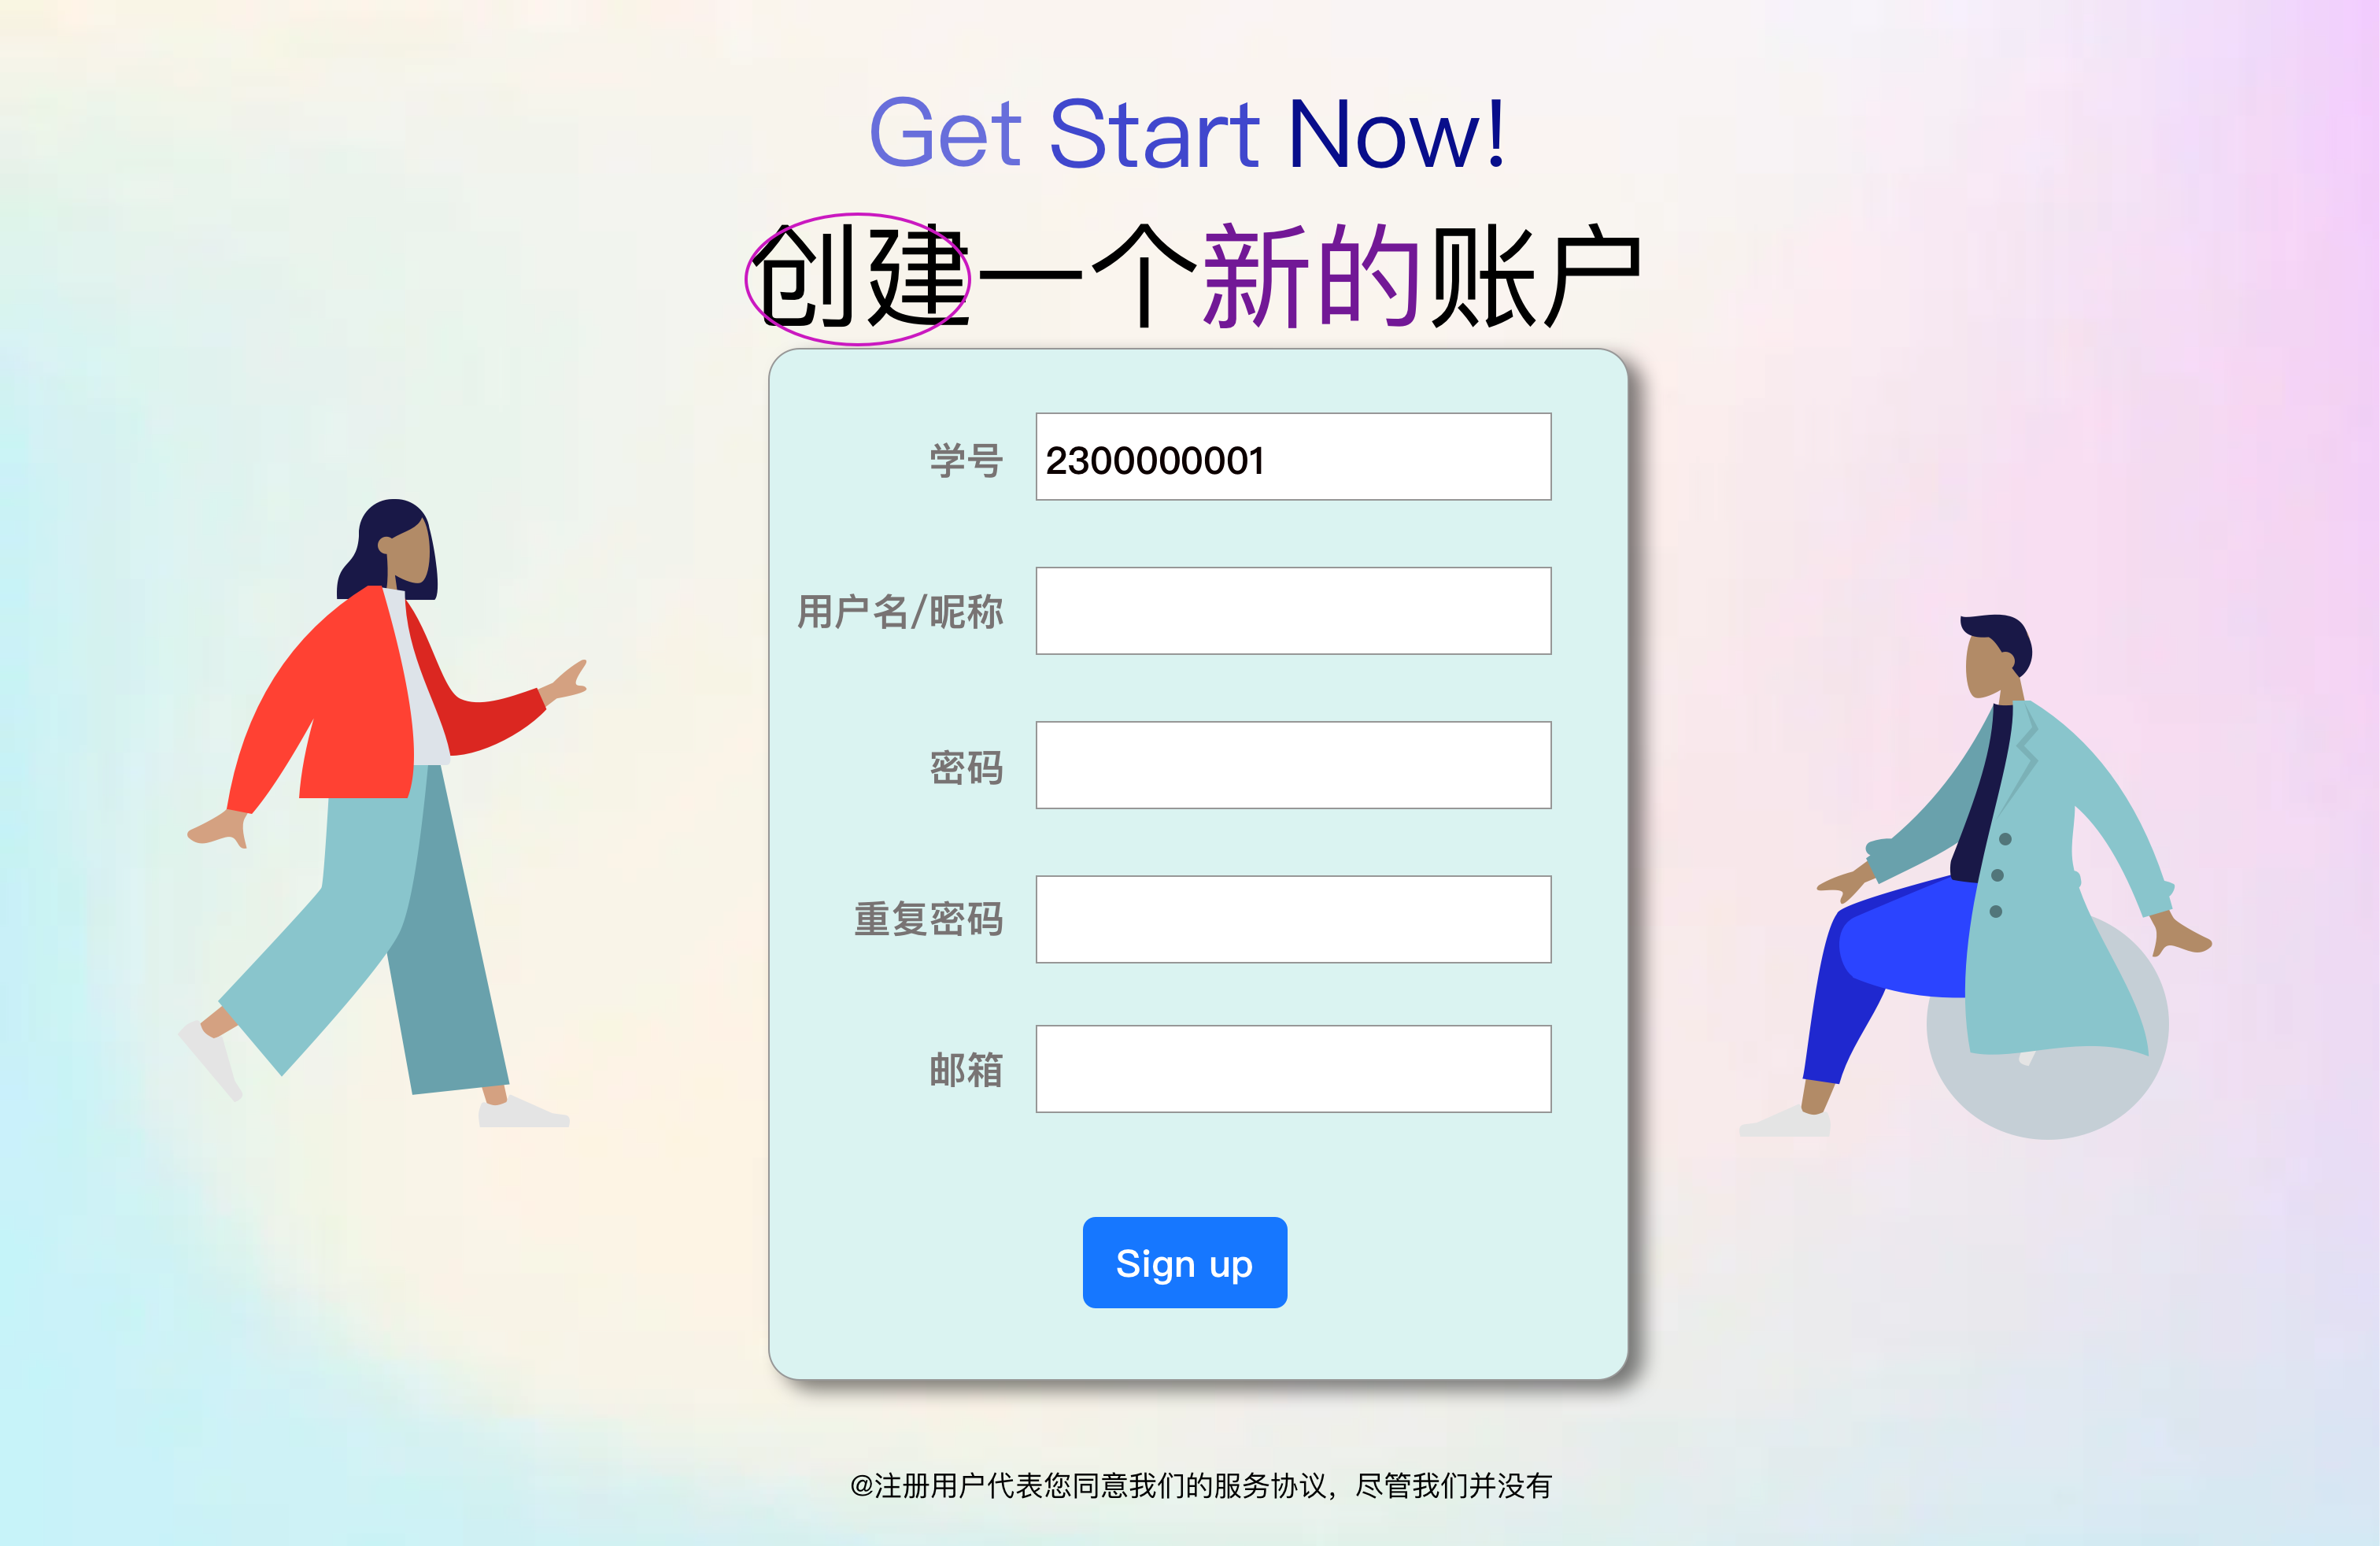 Get Start Now!
创建一个新的账户
学号 2300000001
用户名/昵称
密码
重复密码
邮箱
Sign up
@注册用户代表您同意我们的服务协议，尽管我们并没有